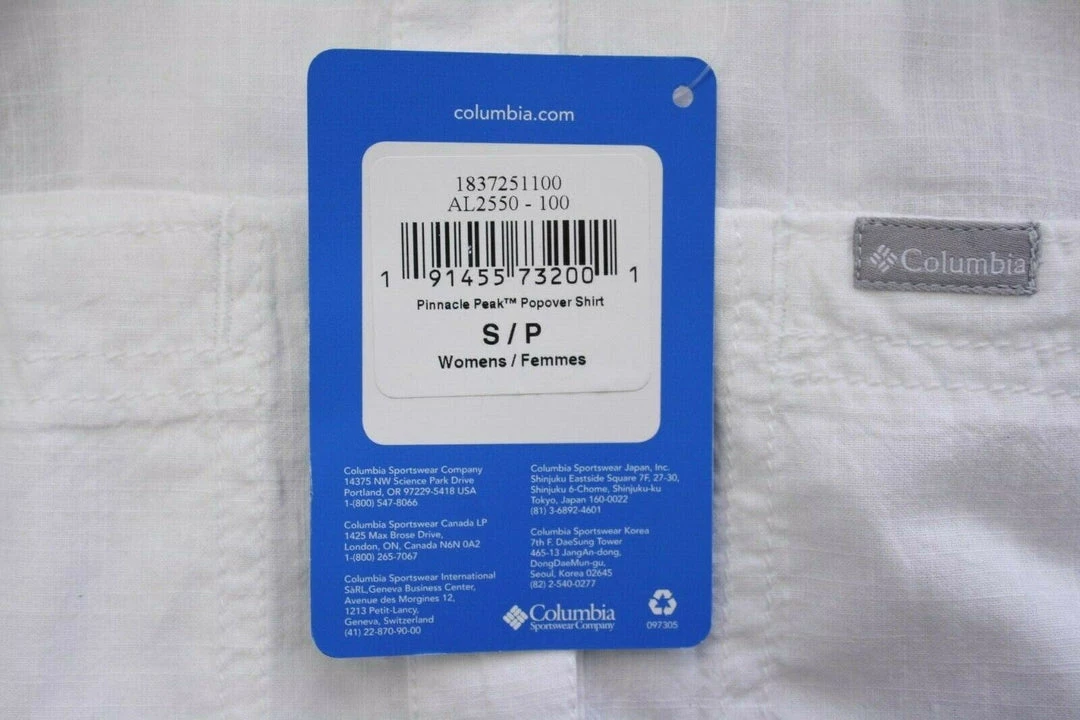 columbia.com
1837251100
AL2550 - 100
1 91455 73200 1
Pinnacle Peak™ Popover Shirt
S / P
Womens / Femmes
Columbia Sportswear Company
14375 NW Science Park Drive
Portland, OR 97229-5418 USA
1-(800) 547-8066
Columbia Sportswear Canada LP
1425 Max Brose Drive,
London, ON, Canada N6N 0A2
1-(800) 265-7067
Columbia Sportswear International
SàRL,Geneva Business Center,
Avenue des Morgines 12,
1213 Petit-Lancy,
Geneva, Switzerland
(41) 22-870-90-00
Columbia Sportswear Japan, Inc.
Shinjuku Eastside Square 7F, 27-30,
Shinjuku 6-Chome, Shinjuku-ku
Tokyo, Japan 160-0022
(81) 3-6892-4601
Columbia Sportswear Korea
7th F. DaeSung Tower
465-13 JangAn-dong,
DongDaeMun-gu,
Seoul, Korea 02645
(82) 2-540-0277
Columbia
Sportswear Company
097305
Columbia